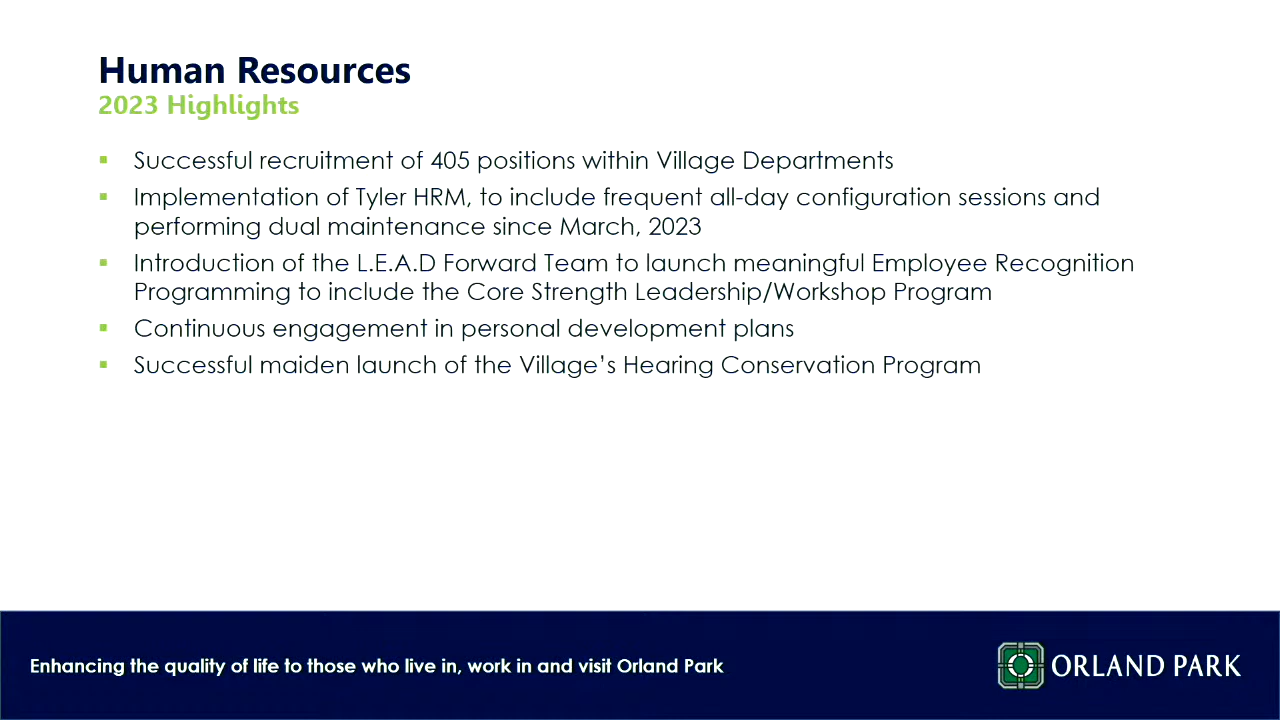 Human Resources
2023 Highlights
▪ Successful recruitment of 405 positions within Village Departments
▪ Implementation of Tyler HRM, to include frequent all-day configuration sessions and
performing dual maintenance since March, 2023
▪ Introduction of the L.E.A.D Forward Team to launch meaningful Employee Recognition
Programming to include the Core Strength Leadership/Workshop Program
▪ Continuous engagement in personal development plans
▪ Successful maiden launch of the Village’s Hearing Conservation Program
Enhancing the quality of life to those who live in, work in and visit Orland Park
ORLAND PARK